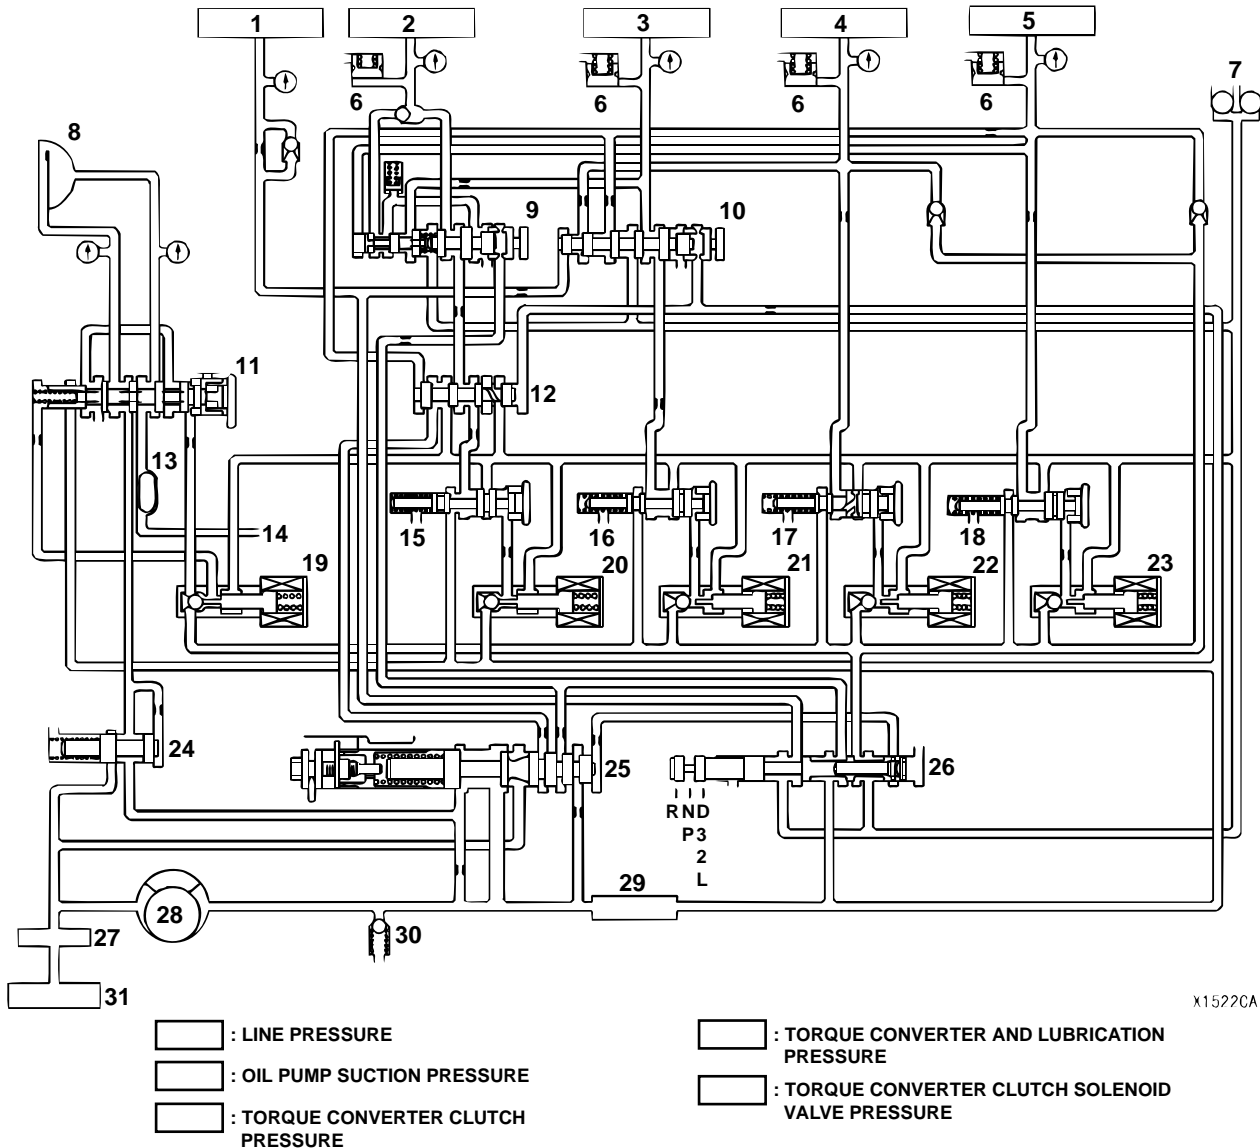 1
2
3
4
5
6
6
6
6
7
8
9
10
11
12
13
14
15
16
17
18
19
20
21
22
23
24
25
26
R N D
P 3
2
L
27
28
29
30
31
X1522CA
: LINE PRESSURE
: OIL PUMP SUCTION PRESSURE
: TORQUE CONVERTER CLUTCH
PRESSURE
: TORQUE CONVERTER AND LUBRICATION
PRESSURE
: TORQUE CONVERTER CLUTCH SOLENOID
VALVE PRESSURE